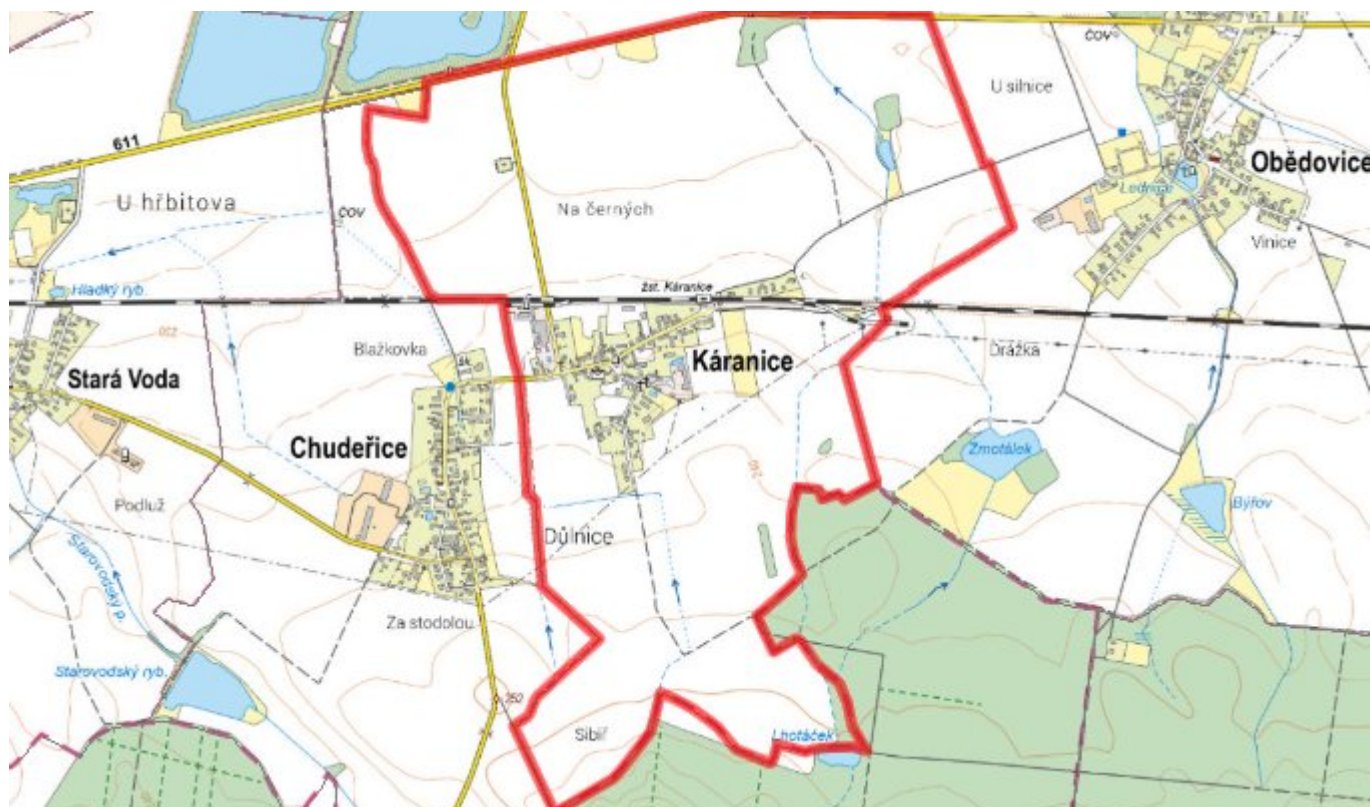 ČOV
U silnice
611
Obědovice
Lednice
U hřbitova
ČOV
Na černých
Vinice
Hladký ryb.
žst. Káranice
230
Blažkovka
Drážka
Káranice
Stará Voda
Chudeřice
Zmotálek
Podluž
Býřov
Důlnice
Starovodský p.
Za stodolou
Starovodský ryb.
252
Sibiř
Lhotáček